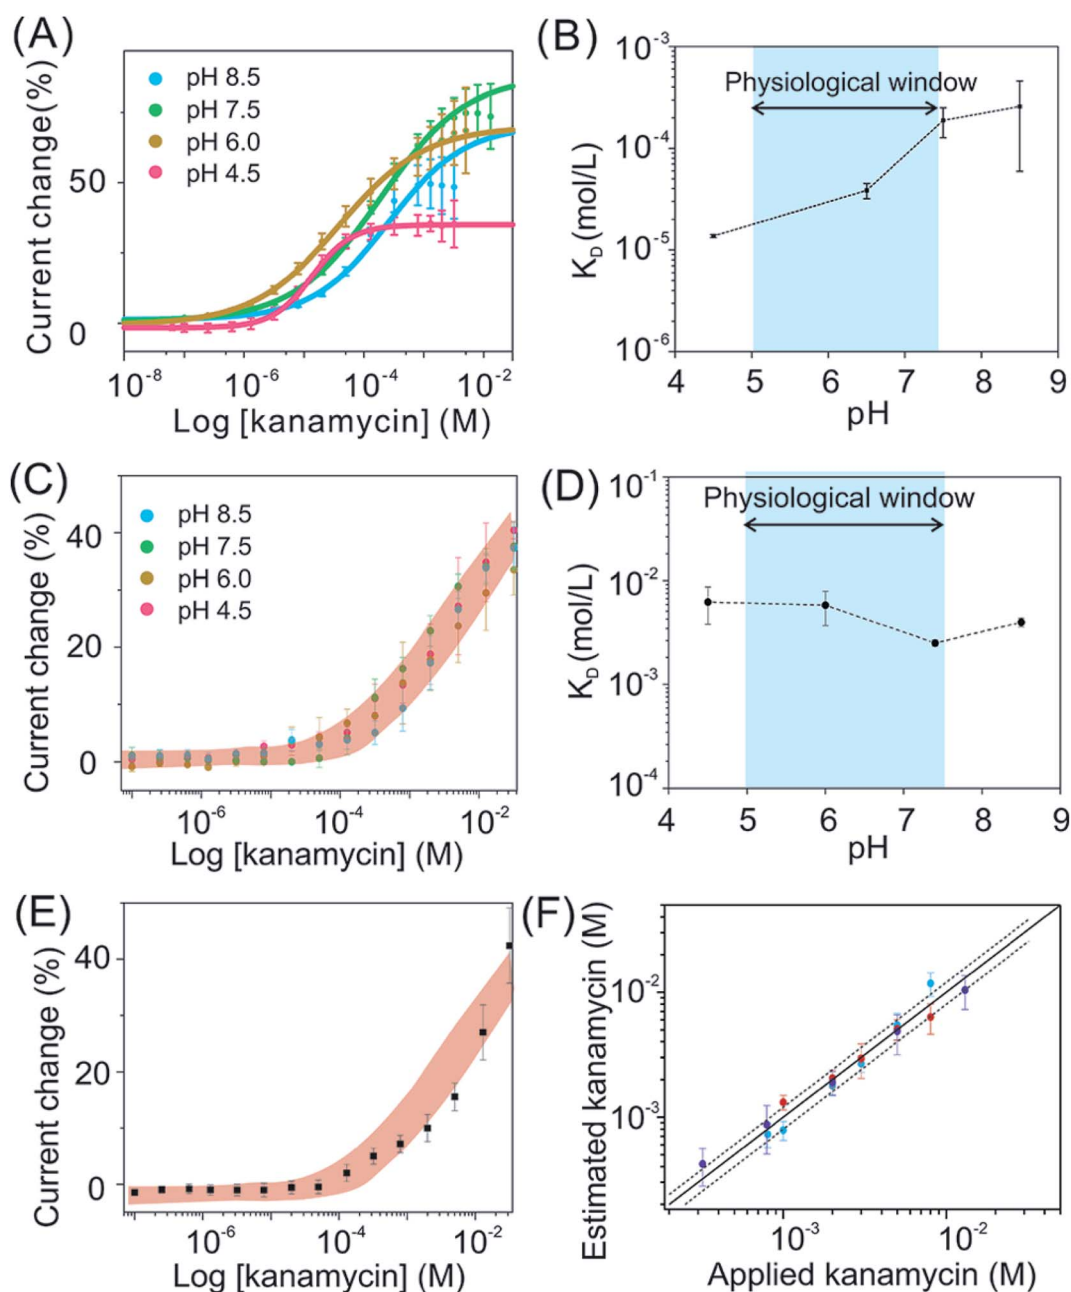 (A)
pH 8.5
pH 7.5
pH 6.0
pH 4.5
Current change(%)
50
0
10-8
10-6
10-4
10-2
Log [kanamycin] (M)
(B)
Physiological window
KD (mol/L)
10-3
10-4
10-5
10-6
4 5 6 7 8 9
pH
(C)
pH 8.5
pH 7.5
pH 6.0
pH 4.5
Current change (%)
40
20
0
10-6
10-4
10-2
Log [kanamycin] (M)
(D)
Physiological window
KD (mol/L)
10-1
10-2
10-3
10-4
4 5 6 7 8 9
pH
(E)
Current change (%)
40
20
0
10-6
10-4
10-2
Log [kanamycin] (M)
(F)
Estimated kanamycin (M)
10-2
10-3
10-3
10-2
Applied kanamycin (M)